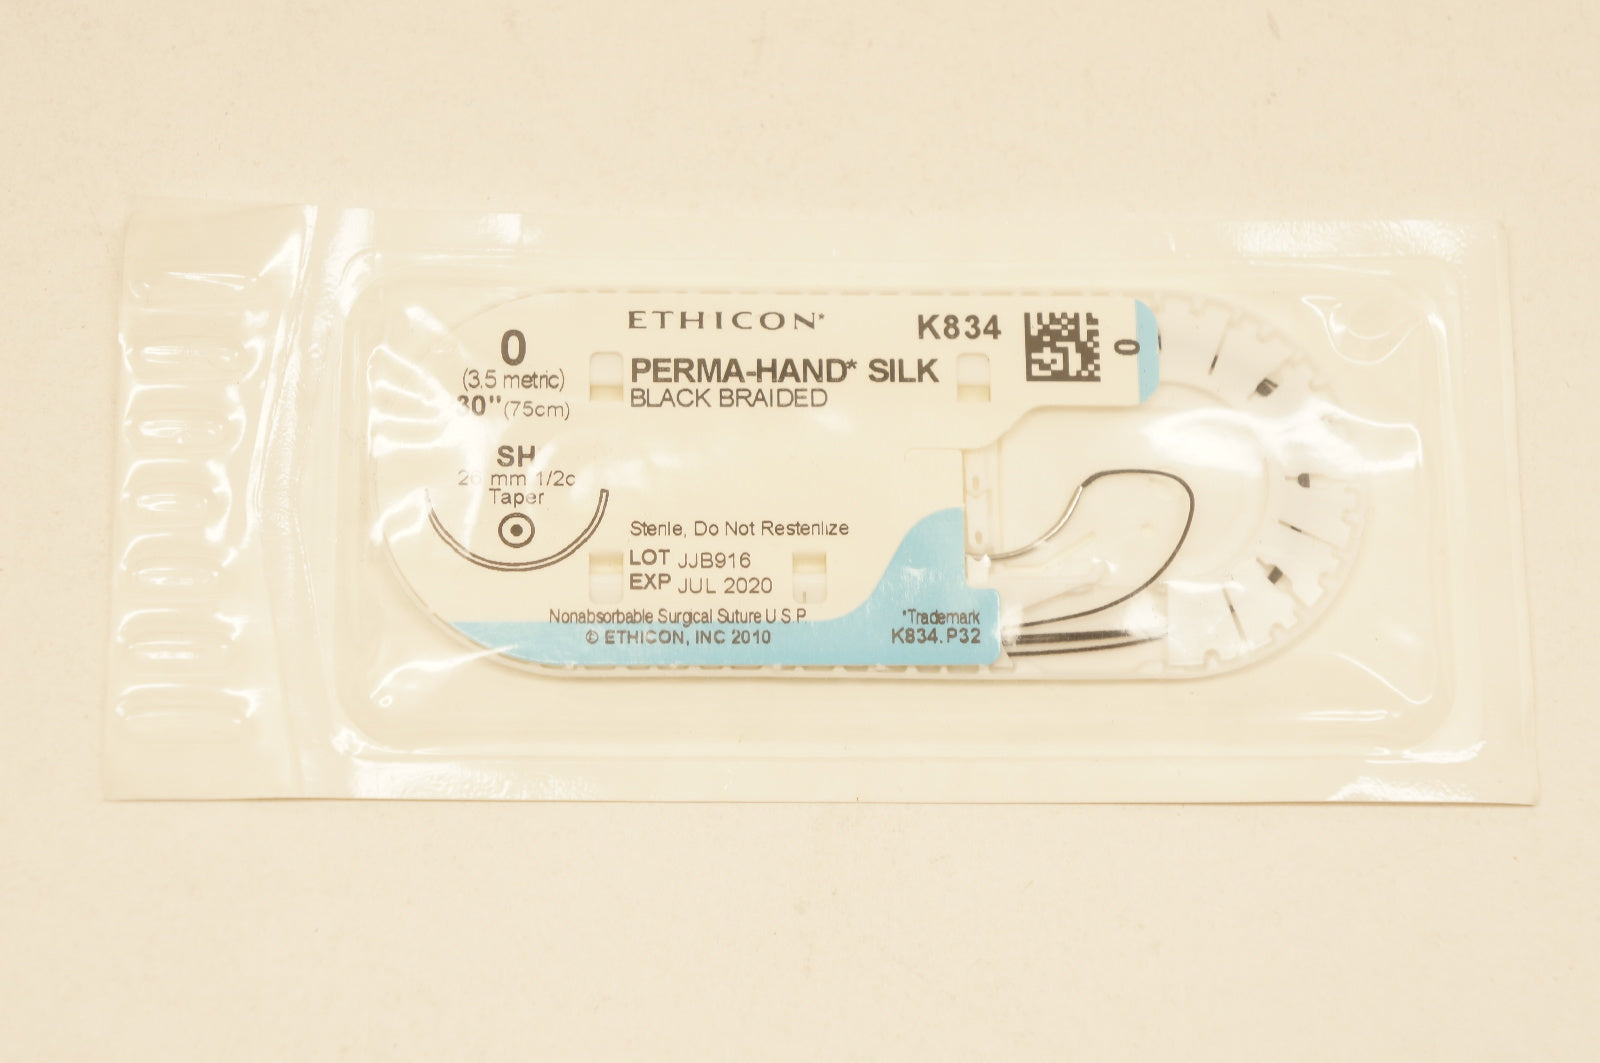 ETHICON*
K834
0
0
(3.5 metric)
30" (75cm)
PERMA-HAND* SILK
BLACK BRAIDED
SH
26 mm 1/2c
Taper
Sterile, Do Not Resterilize
LOT JJB916
EXP JUL 2020
Nonabsorbable Surgical Suture U.S.P.
© ETHICON, INC 2010
*Trademark
K834.P32